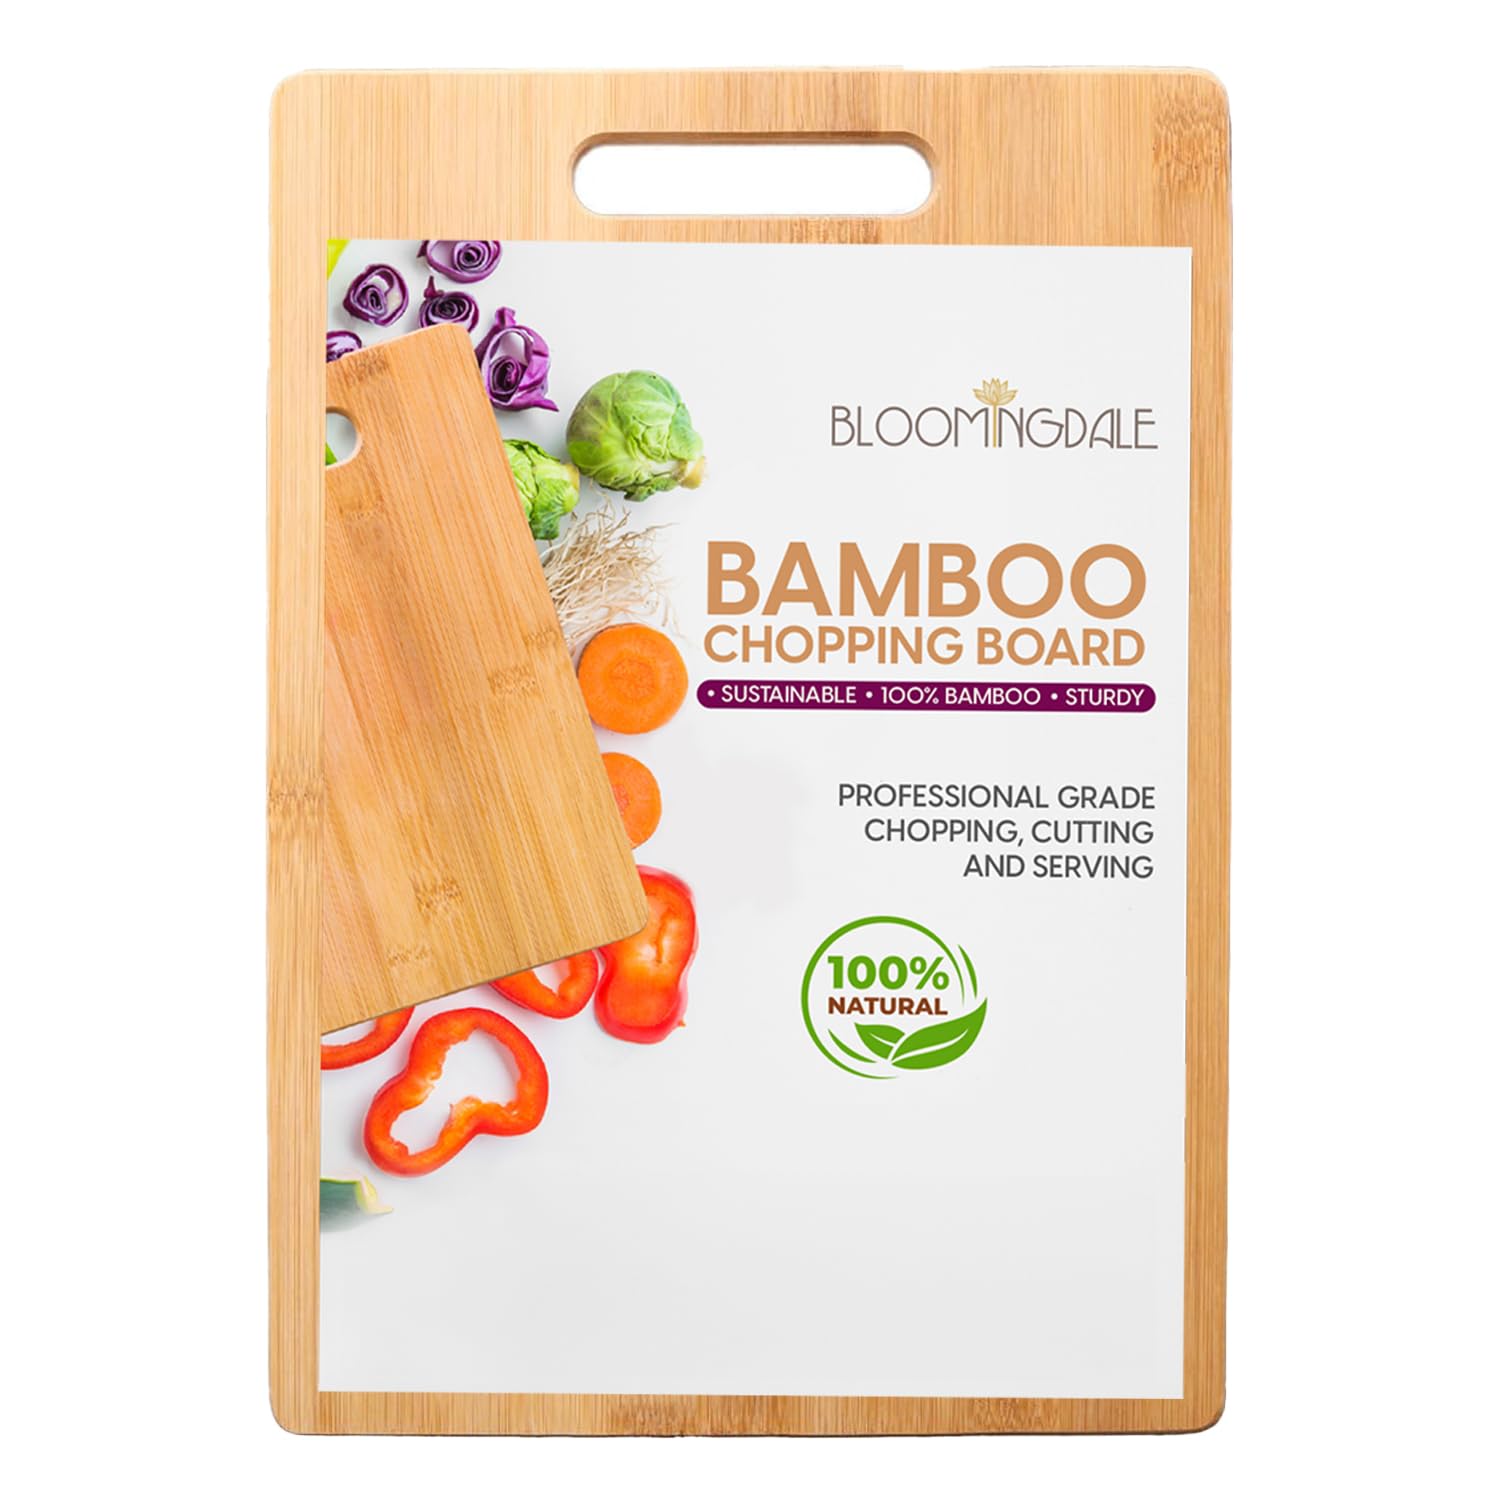 BLOOMINGDALE
BAMBOO
CHOPPING BOARD
• SUSTAINABLE • 100% BAMBOO • STURDY
PROFESSIONAL GRADE
CHOPPING, CUTTING
AND SERVING
100%
NATURAL